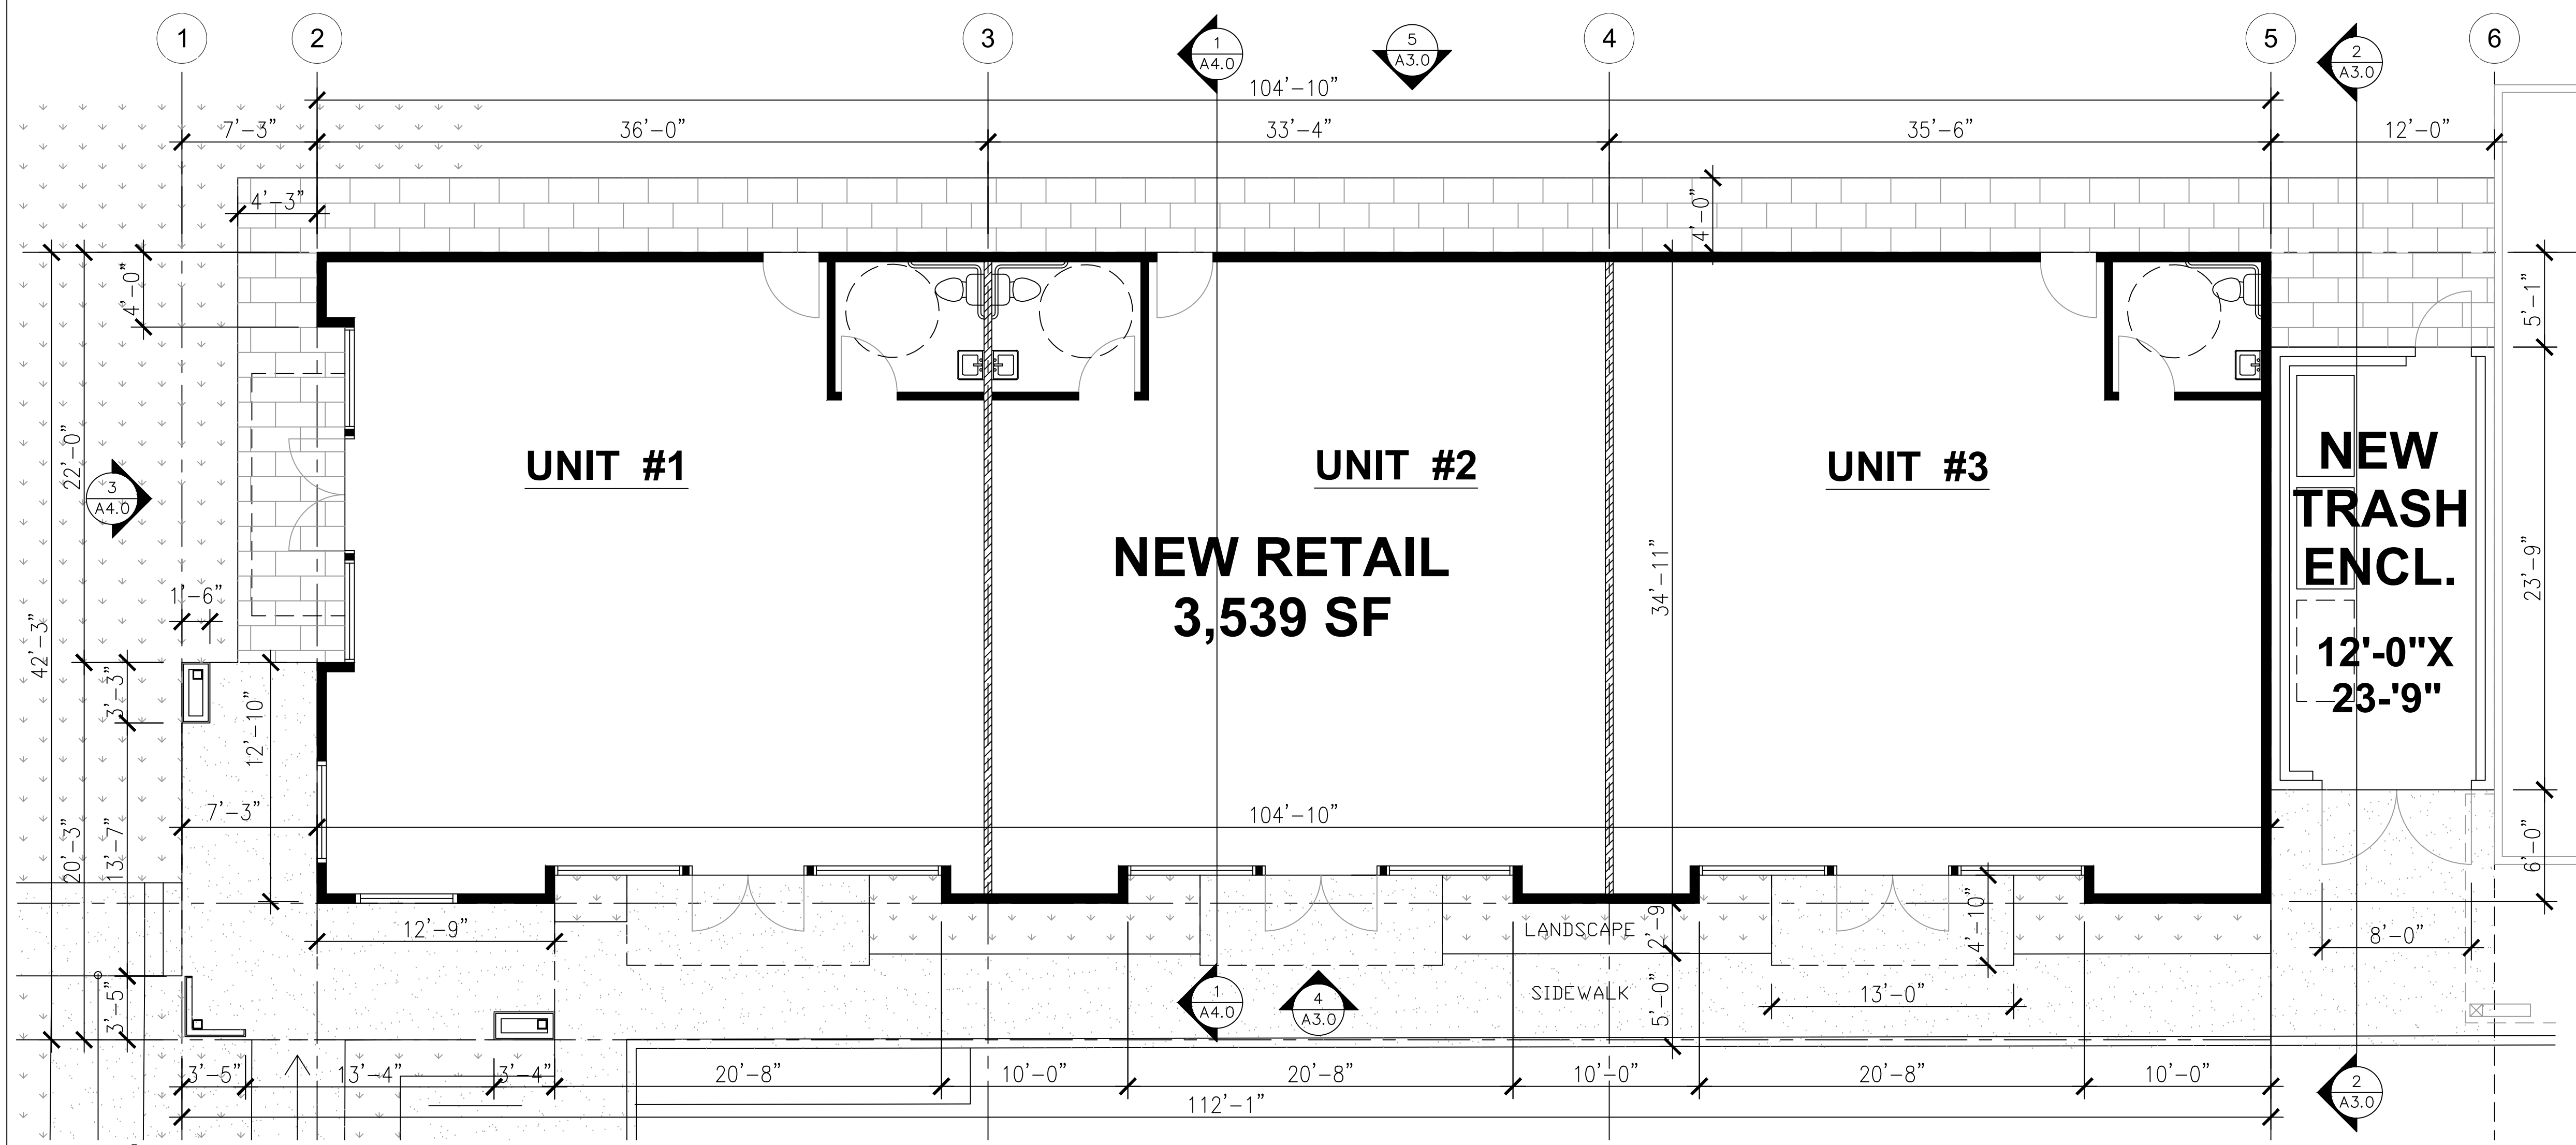 1
2
3
1
A4.0
5
A3.0
4
5
2
A3.0
6
104'-10"
7'-3"
36'-0"
33'-4"
35'-6"
12'-0"
4'-3"
4'-0"
4'-0"
5'-1"
UNIT #1
UNIT #2
UNIT #3
NEW
TRASH
ENCL.
12'-0"X
23-'9"
22'-0"
3
A4.0
NEW RETAIL
3,539 SF
34'-11"
23'-9"
1'-6"
42'-3"
3'-3"
12'-10"
7'-3"
104'-10"
20'-3"
13'-7"
6'-0"
12'-9"
LANDSCAPE
2'-9
4'-10"
8'-0"
3'-5"
1
A4.0
4
A3.0
SIDEWALK
5'-0"
13'-0"
3'-5"
13'-4"
3'-4"
20'-8"
10'-0"
20'-8"
10'-0"
20'-8"
10'-0"
2
A3.0
112'-1"